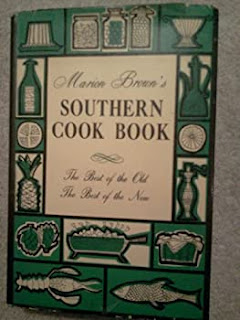 Marion Brown's
SOUTHERN
COOK BOOK
The Best of the Old
The Best of the New